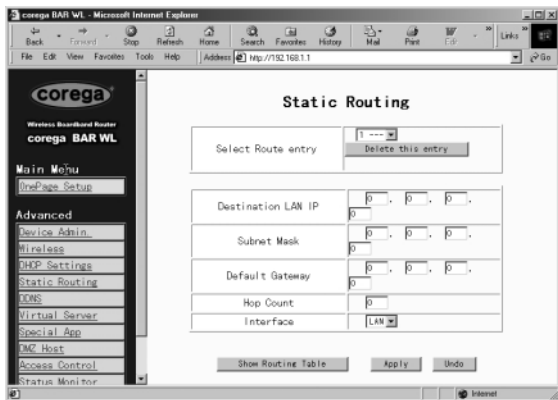 corega BAR WL - Microsoft Internet Explorer
Back Forward Stop Refresh Home Search Favorites History Mail Print Edit Links
File Edit View Favorites Tools Help Address http://192.168.1.1 Go
corega
Wireless Boardband Router
corega BAR WL
Main Menu
OnePage Setup
Advanced
Device Admin.
Wireless
DHCP Settings
Static Routing
DDNS
Virtual Server
Special App
DMZ Host
Access Control
Status Monitor
Static Routing
Select Route entry 1 ---
Delete this entry
Destination LAN IP 0 . 0 . 0 .
0
Subnet Mask 0 . 0 . 0 .
0
Default Gateway 0 . 0 . 0 .
0
Hop Count 0
Interface LAN
Show Routing Table Apply Undo
Internet